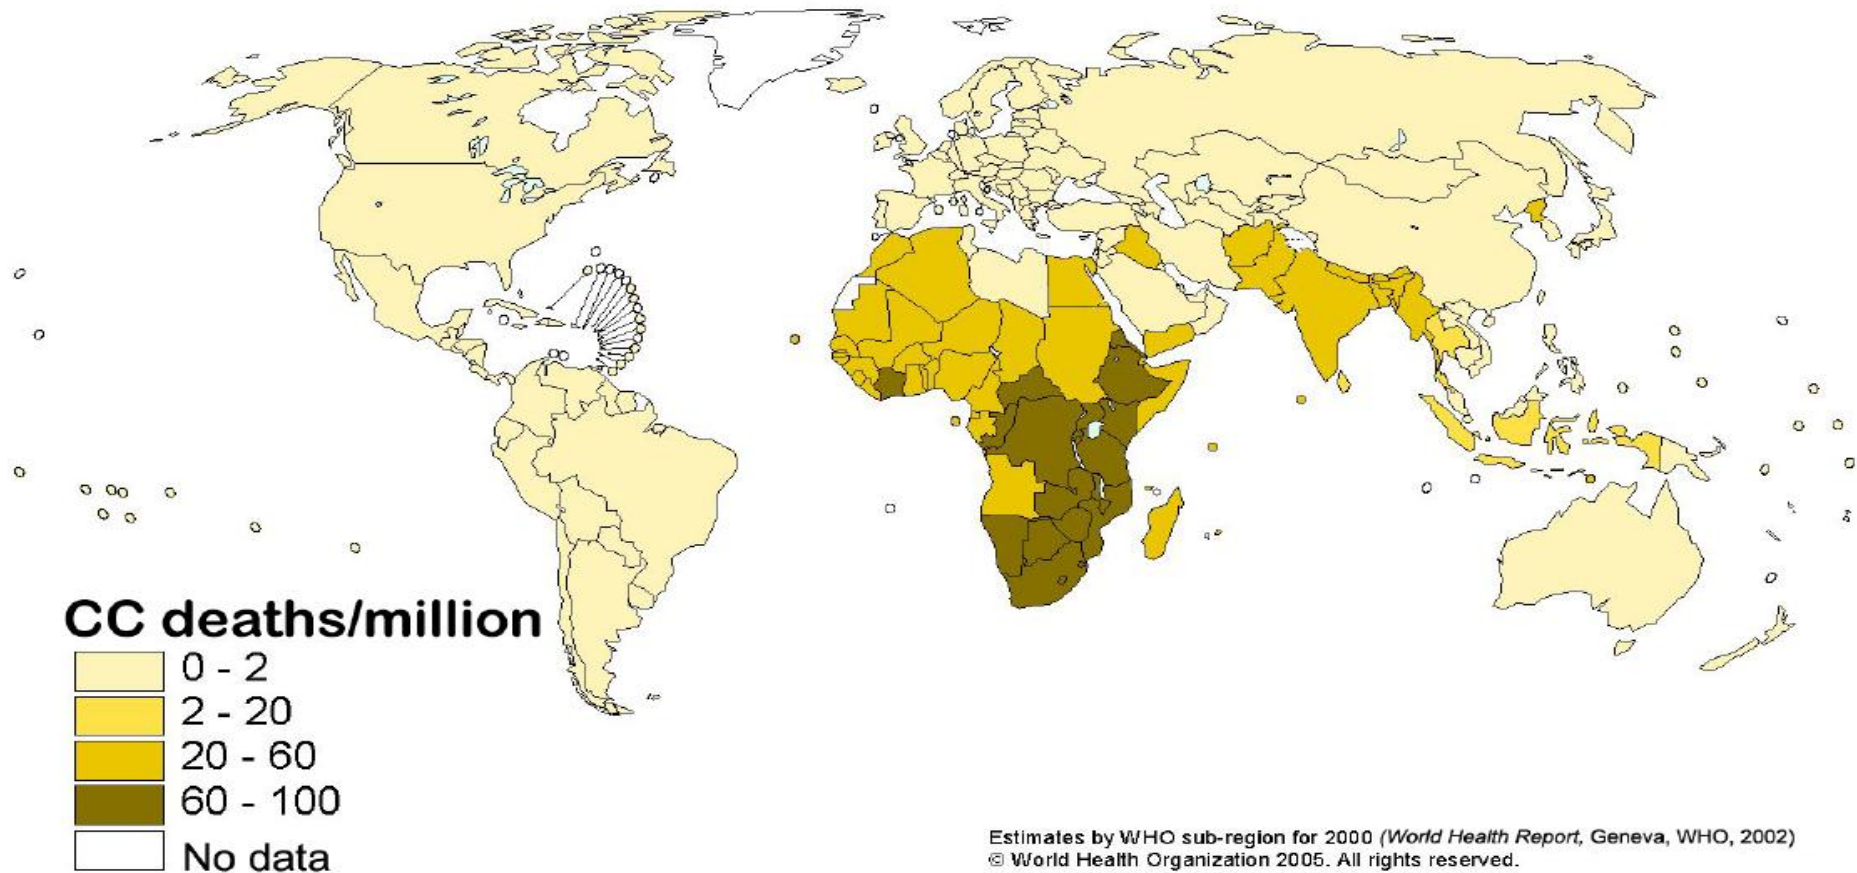 CC deaths/million
0 - 2
2 - 20
20 - 60
60 - 100
No data
Estimates by WHO sub-region for 2000 (World Health Report, Geneva, WHO, 2002)
© World Health Organization 2005. All rights reserved.